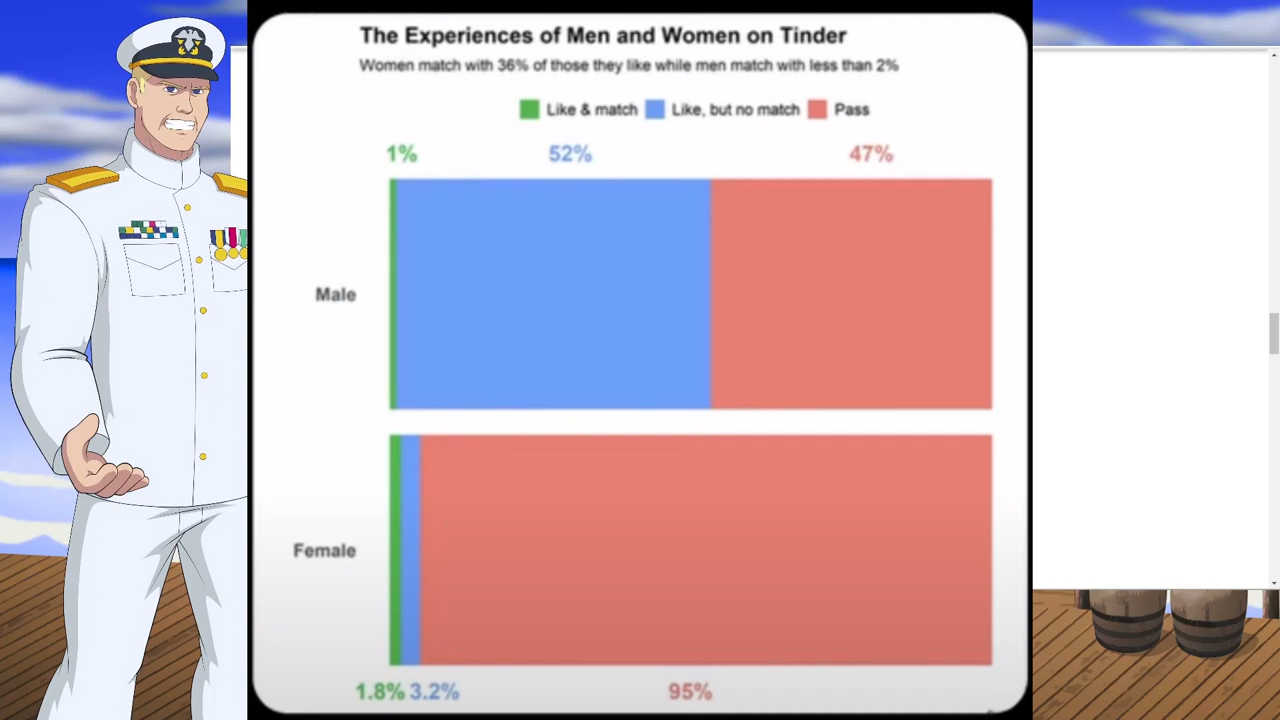 The Experiences of Men and Women on Tinder
Women match with 36% of those they like while men match with less than 2%
Like & match Like, but no match Pass
1% 52% 47%
Male
Female
1.8% 3.2% 95%